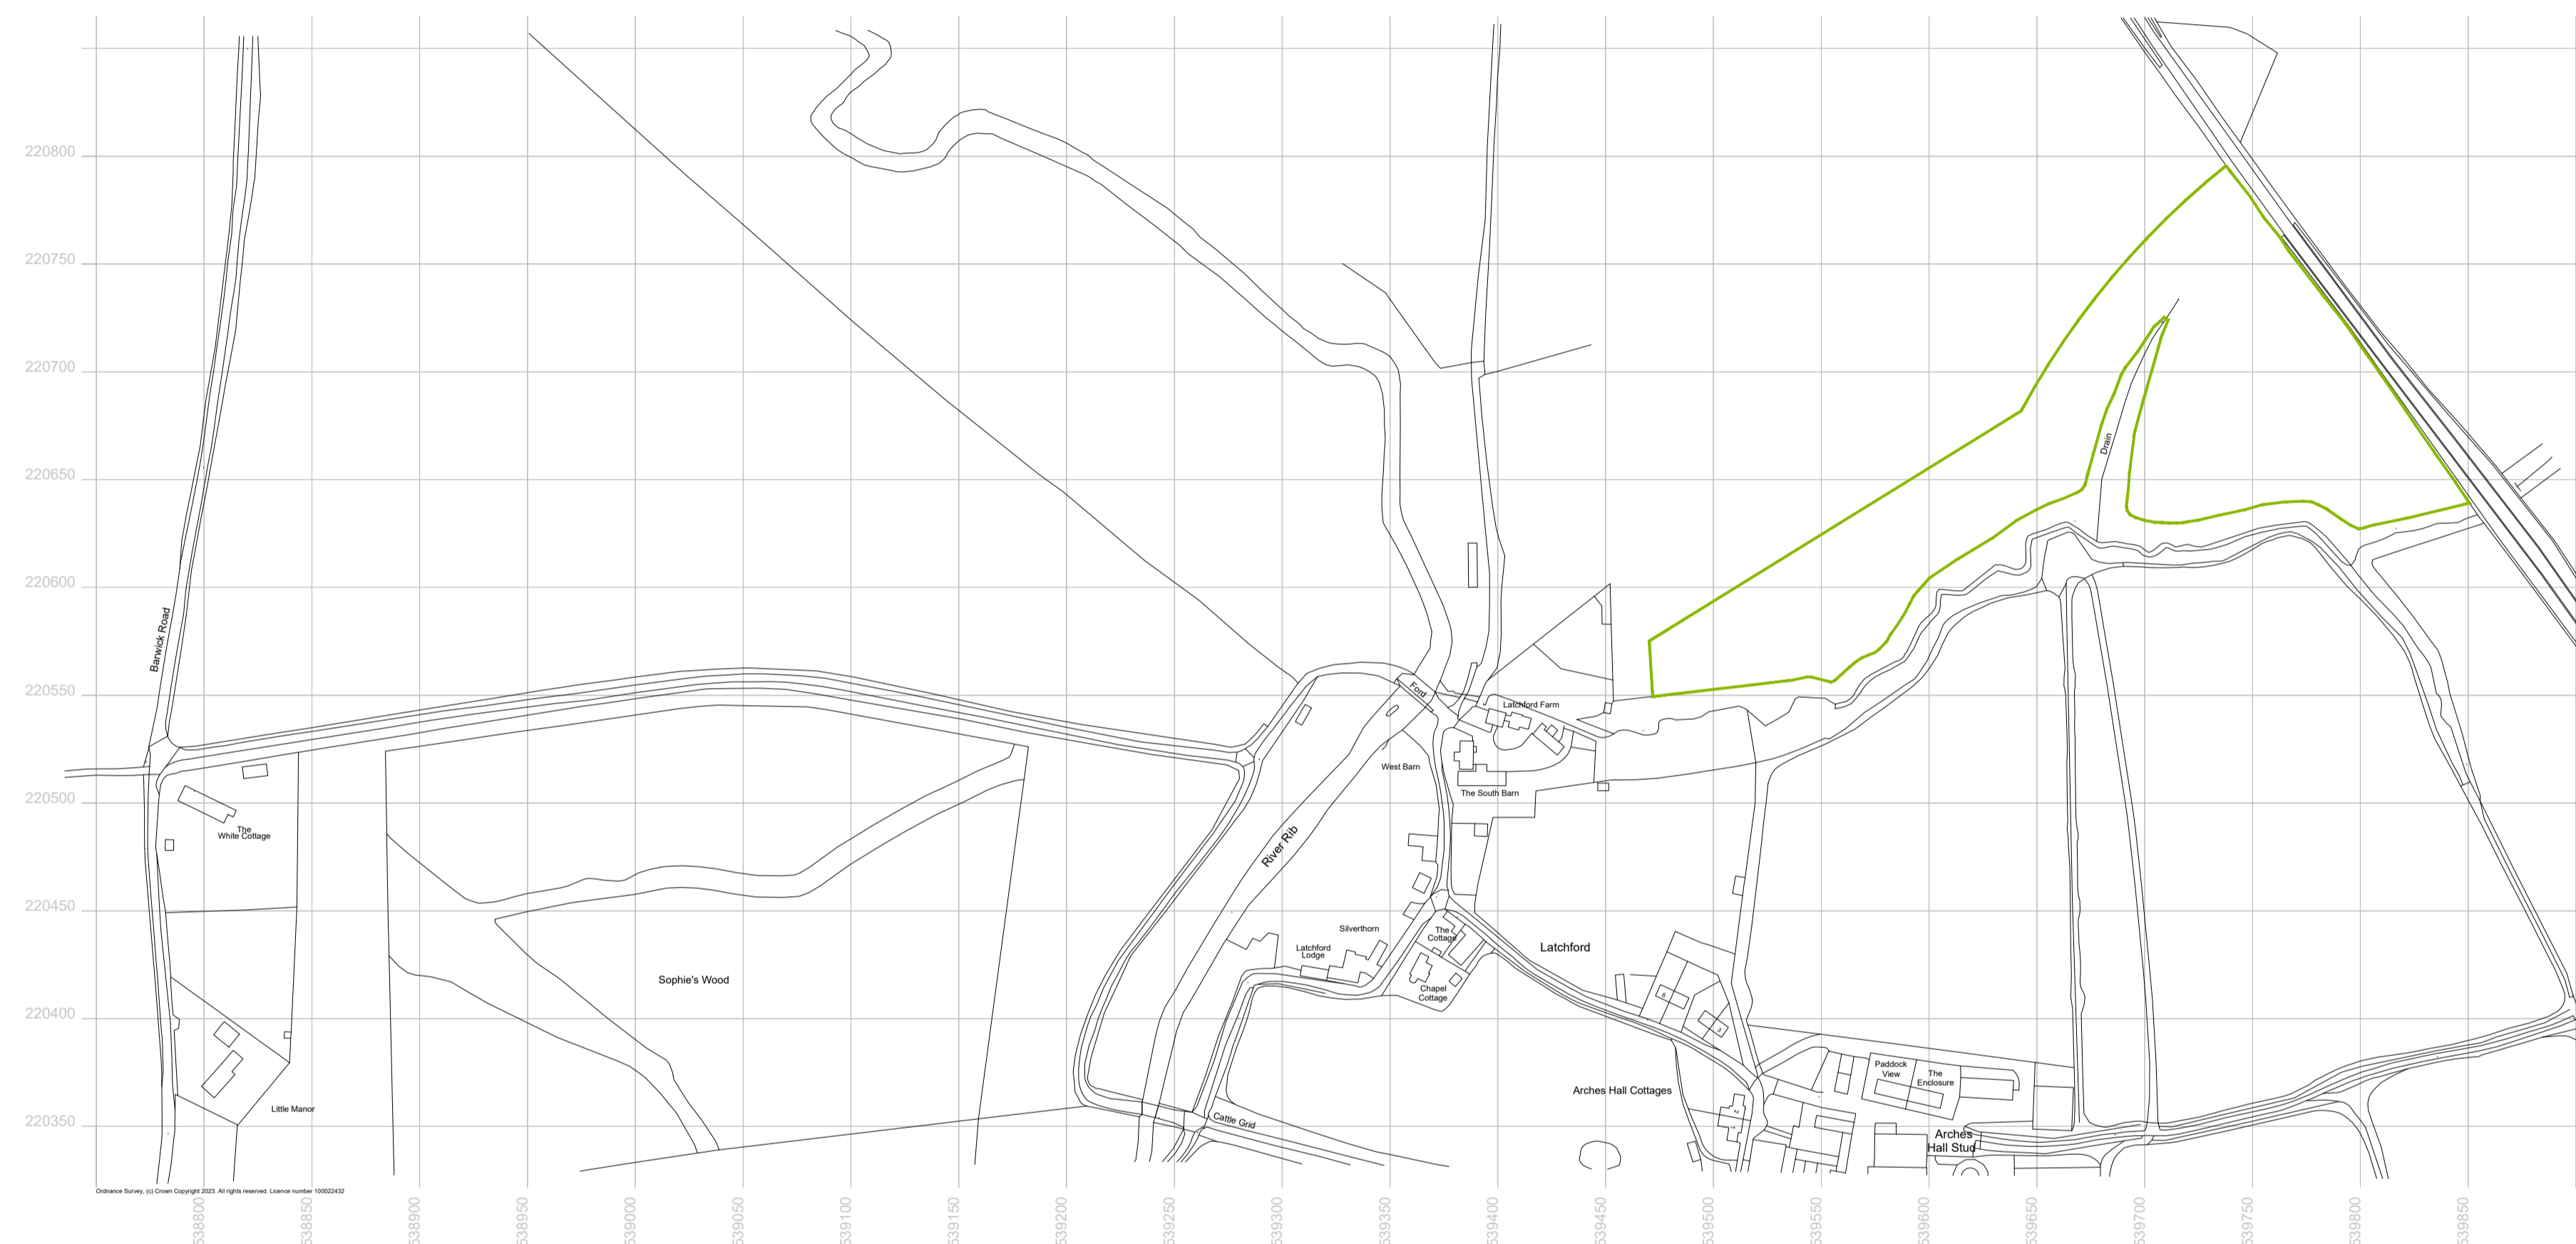 220800
220750
220700
220650
220600
220550
220500
220450
220400
220350
Barwick Road
The
White Cottage
Little Manor
Sophie's Wood
River Rib
Ford
Latchford Farm
West Barn
The South Barn
Silverthorn
Latchford
Lodge
The
Cottage
Chapel
Cottage
Latchford
Cattle Grid
Arches Hall Cottages
6
3
2
1
Paddock
View
The
Enclosure
Arches
Hall Stud
Drain
Ordnance Survey, (c) Crown Copyright 2023. All rights reserved. Licence number 100022432
538800
538850
538900
538950
539000
539050
539100
539150
539200
539250
539300
539350
539400
539450
539500
539550
539600
539650
539700
539750
539800
539850